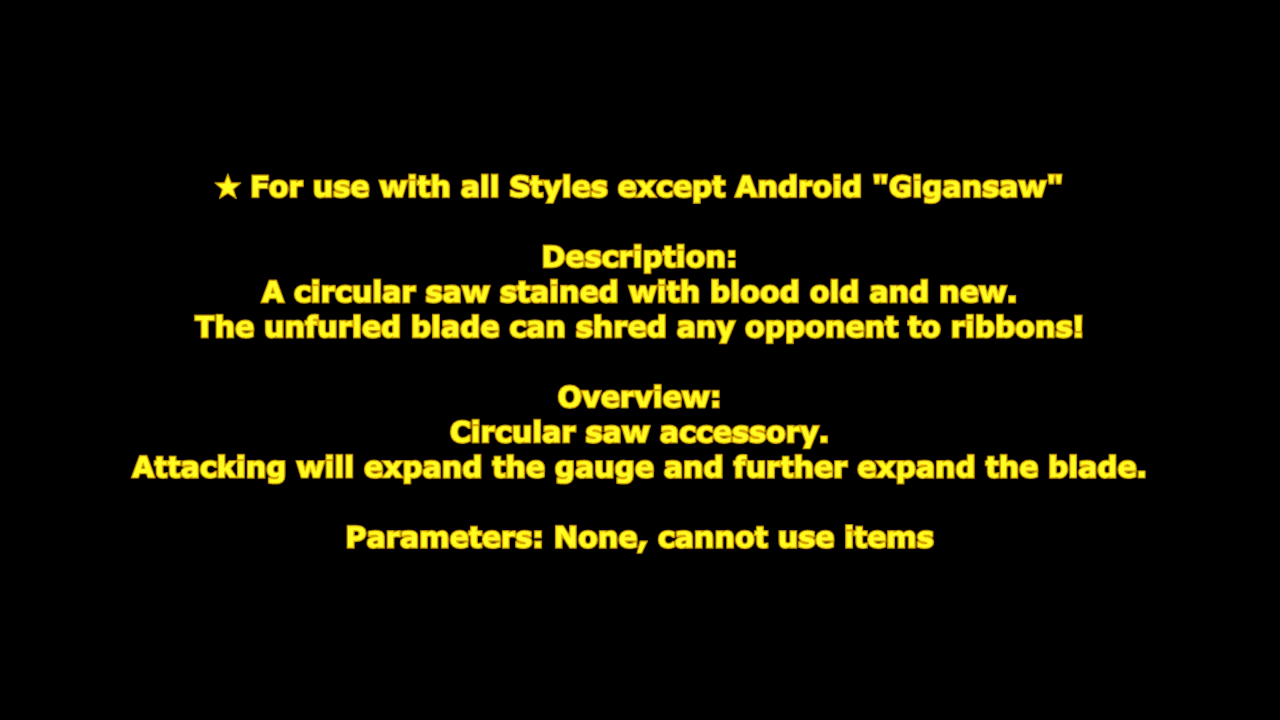 ★ For use with all Styles except Android "Gigansaw"
Description:
A circular saw stained with blood old and new.
The unfurled blade can shred any opponent to ribbons!
Overview:
Circular saw accessory.
Attacking will expand the gauge and further expand the blade.
Parameters: None, cannot use items